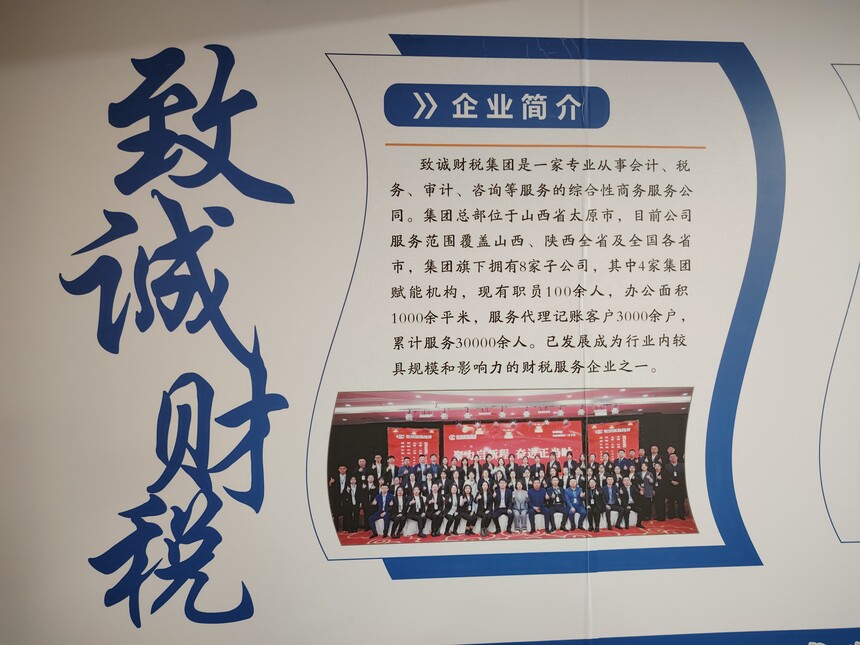 致诚财税
企业简介
致诚财税集团是一家专业从事会计、税
务、审计、咨询等服务的综合性商务服务公
同。集团总部位于山西省太原市，目前公司
服务范围覆盖山西、陕西全省及全国各省
市，集团旗下拥有8家子公司，其中4家集团
赋能机构，现有职员100余人，办公面积
1000余平米，服务代理记账客户3000余户，
累计服务30000余人。已发展成为行业内较
具规模和影响力的财税服务企业之一。